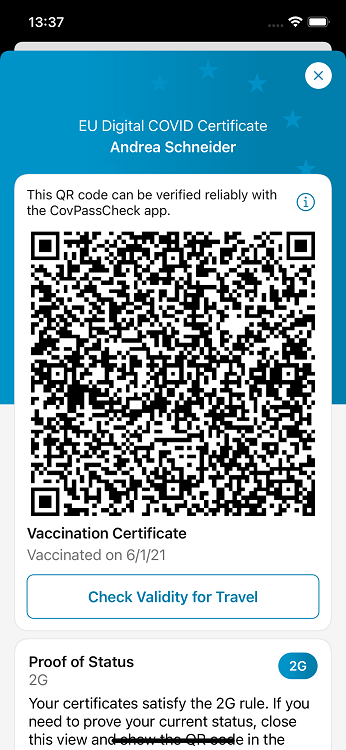 13:37
EU Digital COVID Certificate
Andrea Schneider
This QR code can be verified reliably with
the CovPassCheck app.
Vaccination Certificate
Vaccinated on 6/1/21
Check Validity for Travel
Proof of Status
2G
2G
Your certificates satisfy the 2G rule. If you
need to prove your current status, close
this view and show the QR code in the